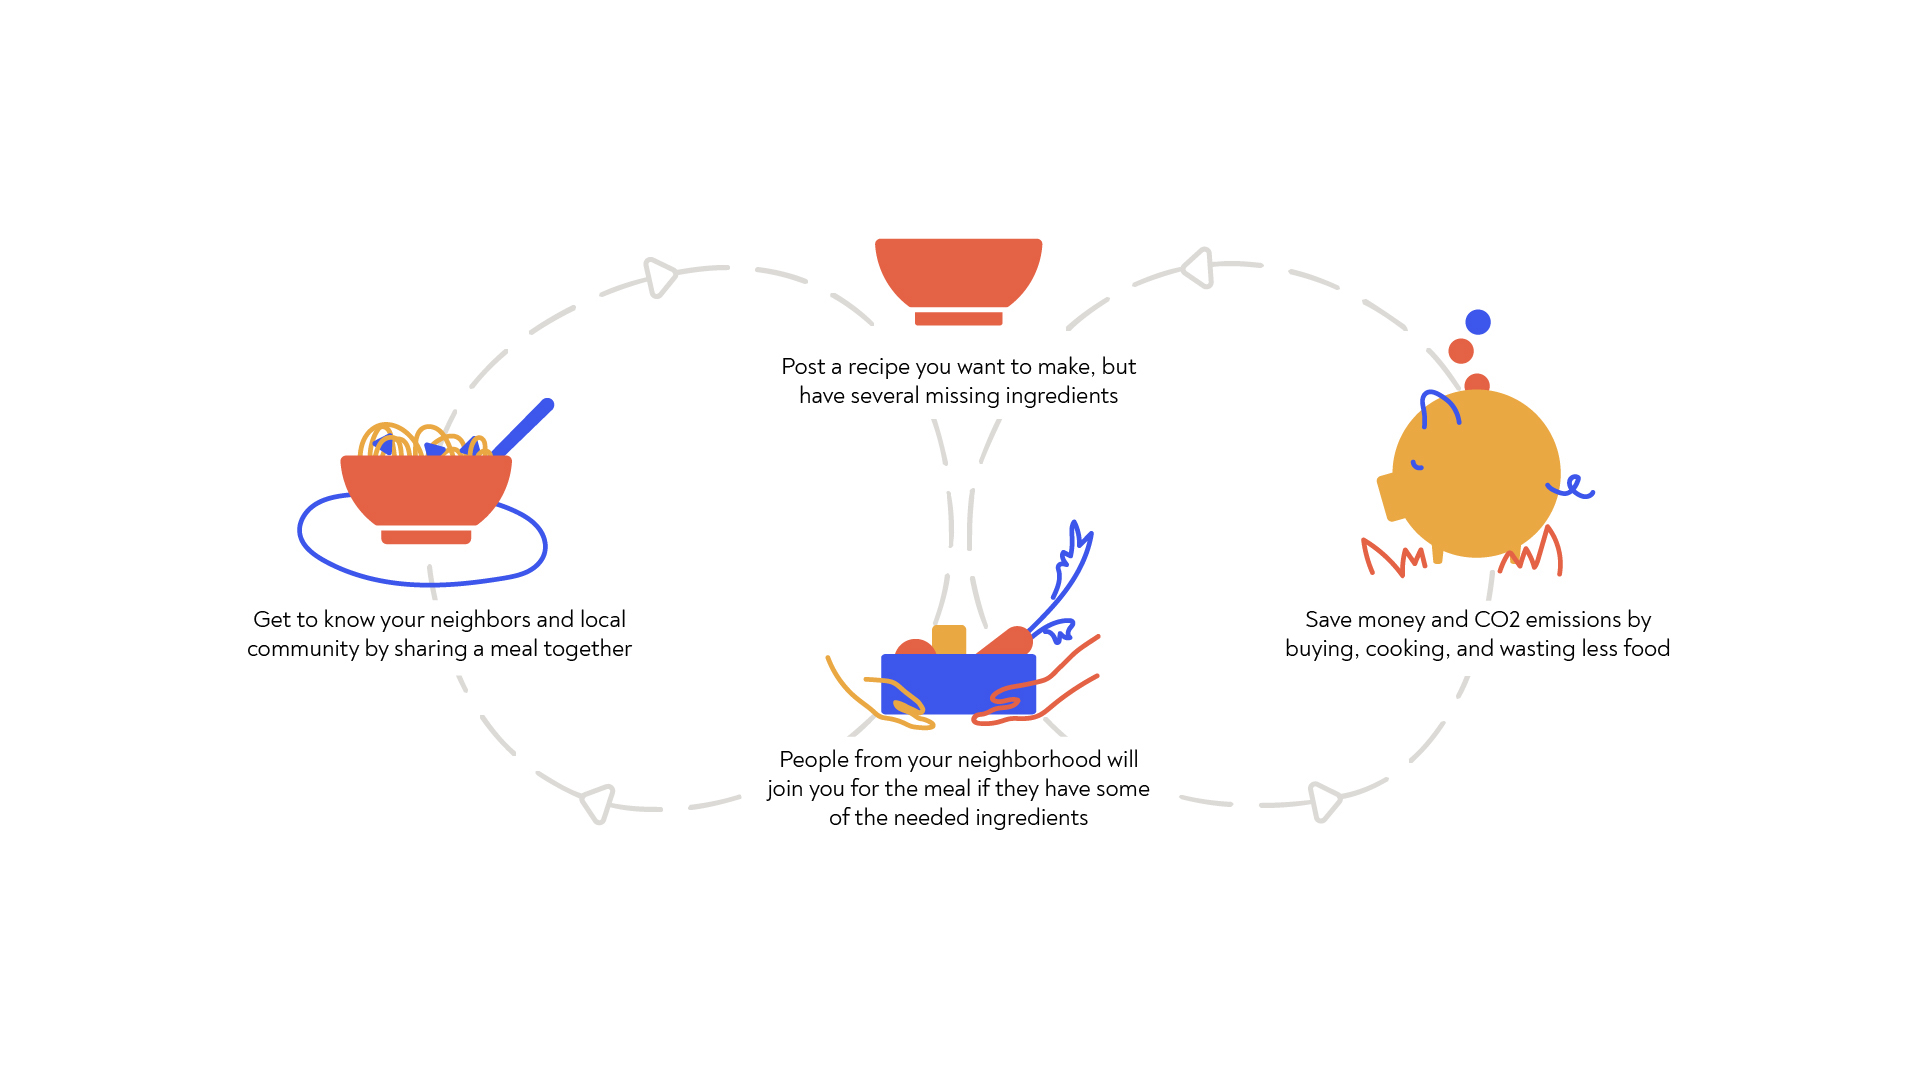 Post a recipe you want to make, but
have several missing ingredients
Get to know your neighbors and local
community by sharing a meal together
Save money and CO2 emissions by
buying, cooking, and wasting less food
People from your neighborhood will
join you for the meal if they have some
of the needed ingredients